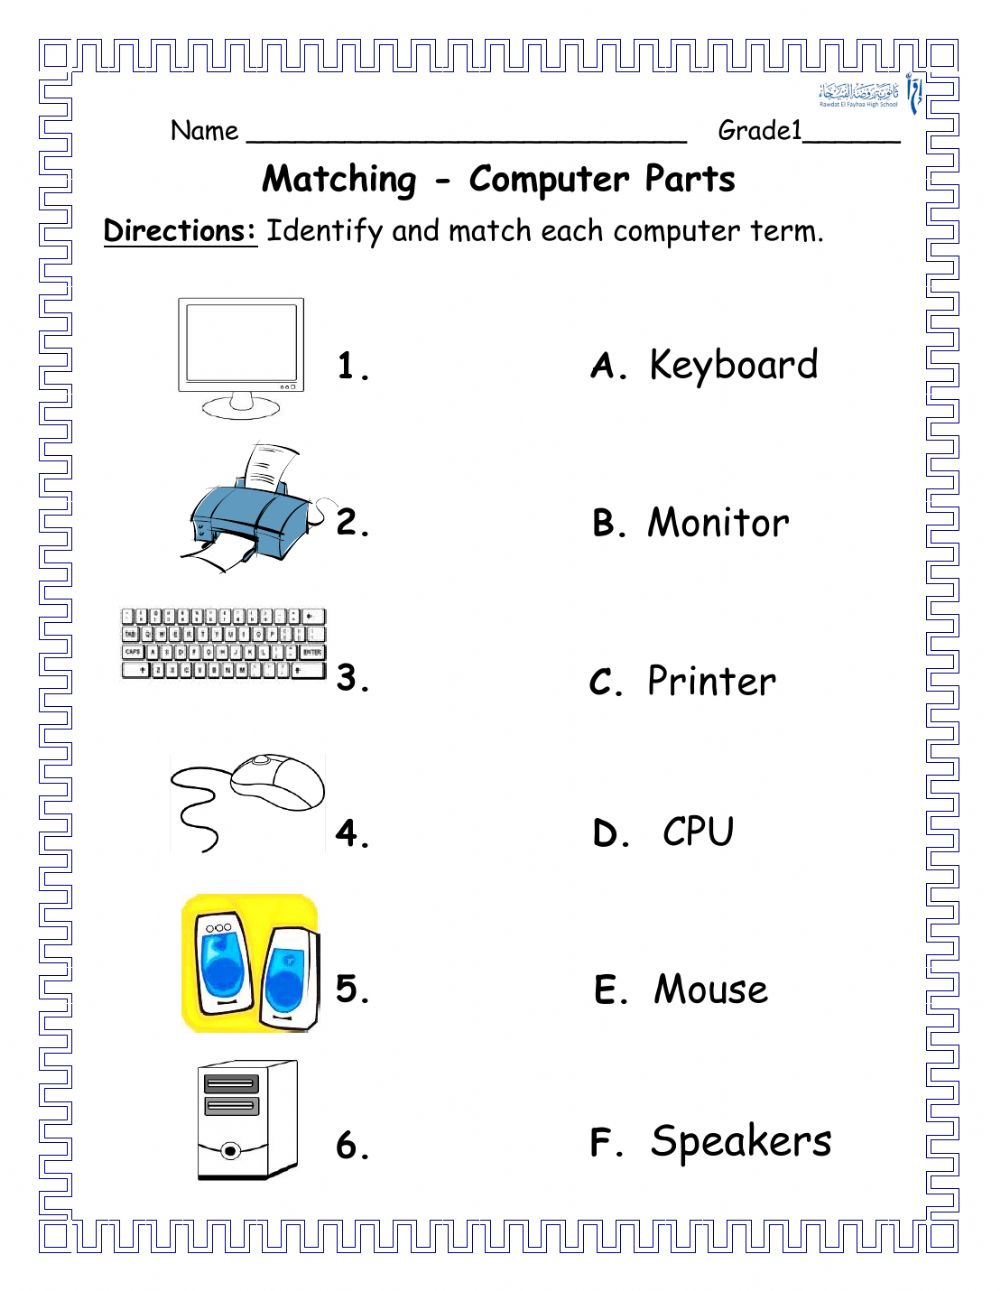 ثانوية روضة الفيحاء
Rawdat El Fayhaa High School
Name ____________________________ Grade1______
Matching - Computer Parts
Directions: Identify and match each computer term.
1. A. Keyboard
2. B. Monitor
TAB Q W E R T Y U I O P
CAPS A S D F G H J K L ENTER
Z X C V B N M
3. C. Printer
4. D. CPU
5. E. Mouse
6. F. Speakers